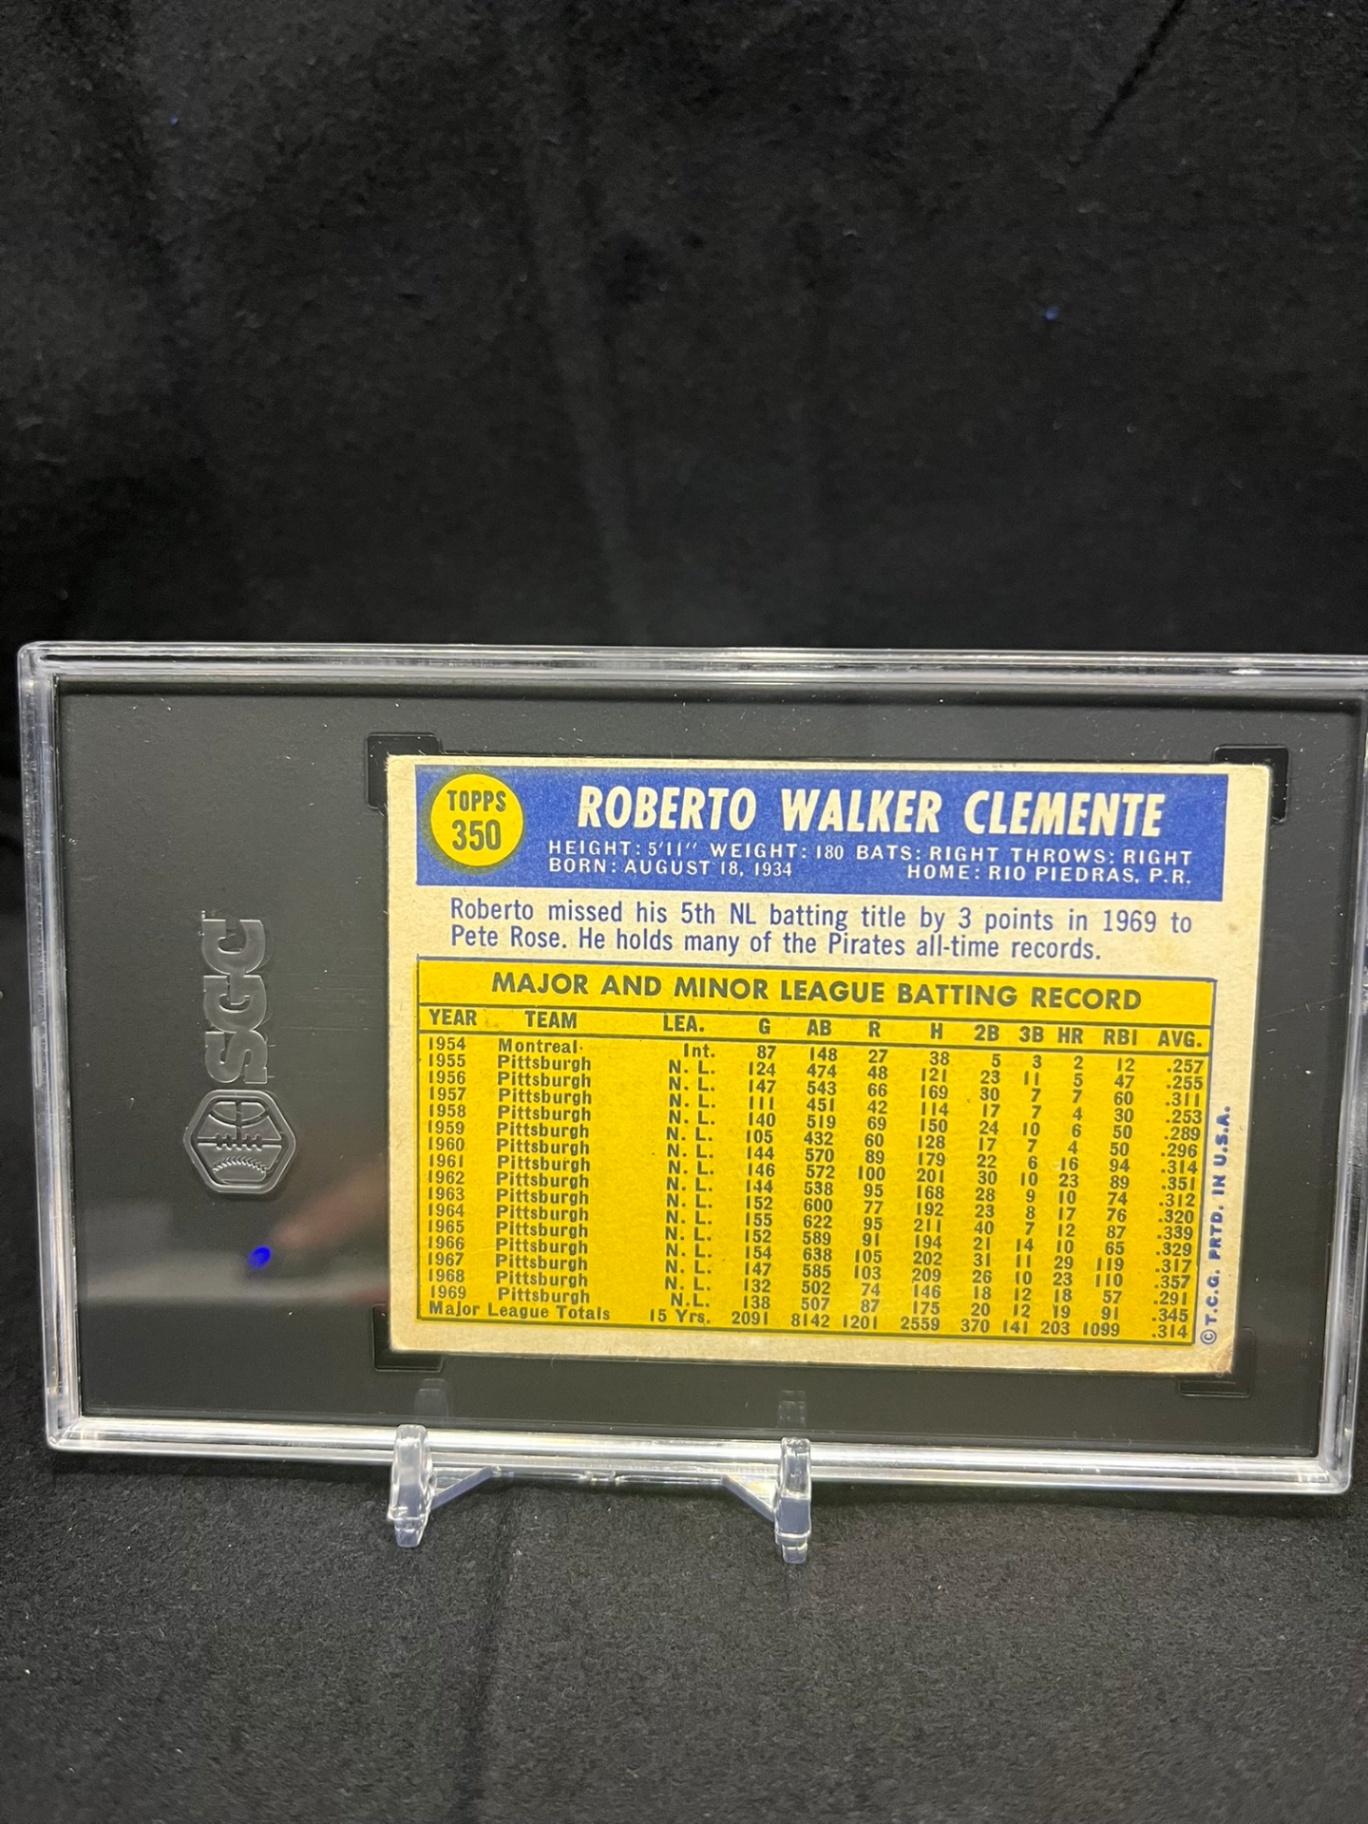 TOPPS
350
ROBERTO WALKER CLEMENTE
HEIGHT: 5'11" WEIGHT: 180 BATS: RIGHT THROWS: RIGHT
BORN: AUGUST 18, 1934 HOME: RIO PIEDRAS, P.R.
Roberto missed his 5th NL batting title by 3 points in 1969 to
Pete Rose. He holds many of the Pirates all-time records.
MAJOR AND MINOR LEAGUE BATTING RECORD
YEAR TEAM LEA. G AB R H 2B 3B HR RBI AVG.
1954 Montreal Int. 87 148 27 38 5 3 2 12 .257
1955 Pittsburgh N. L. 124 474 48 121 23 11 5 47 .255
1956 Pittsburgh N. L. 147 543 66 169 30 7 7 60 .311
1957 Pittsburgh N. L. 111 451 42 114 17 7 4 30 .253
1958 Pittsburgh N. L. 140 519 69 150 24 10 6 50 .289
1959 Pittsburgh N. L. 105 432 60 128 17 7 4 50 .296
1960 Pittsburgh N. L. 144 570 89 179 22 6 16 94 .314
1961 Pittsburgh N. L. 146 572 100 201 30 10 23 89 .351
1962 Pittsburgh N. L. 144 538 95 168 28 9 10 74 .312
1963 Pittsburgh N. L. 152 600 77 192 23 8 17 76 .320
1964 Pittsburgh N. L. 155 622 95 211 40 7 12 87 .339
1965 Pittsburgh N. L. 152 589 91 194 21 14 10 65 .329
1966 Pittsburgh N. L. 154 638 105 202 31 11 29 119 .317
1967 Pittsburgh N. L. 147 585 103 209 26 10 23 110 .357
1968 Pittsburgh N. L. 132 502 74 146 18 12 18 57 .291
1969 Pittsburgh N.L. 138 507 87 175 20 12 19 91 .345
Major League Totals 15 Yrs. 2091 8142 1201 2559 370 141 203 1099 .314
© T.C.G. PRTD. IN U.S.A.
SGC